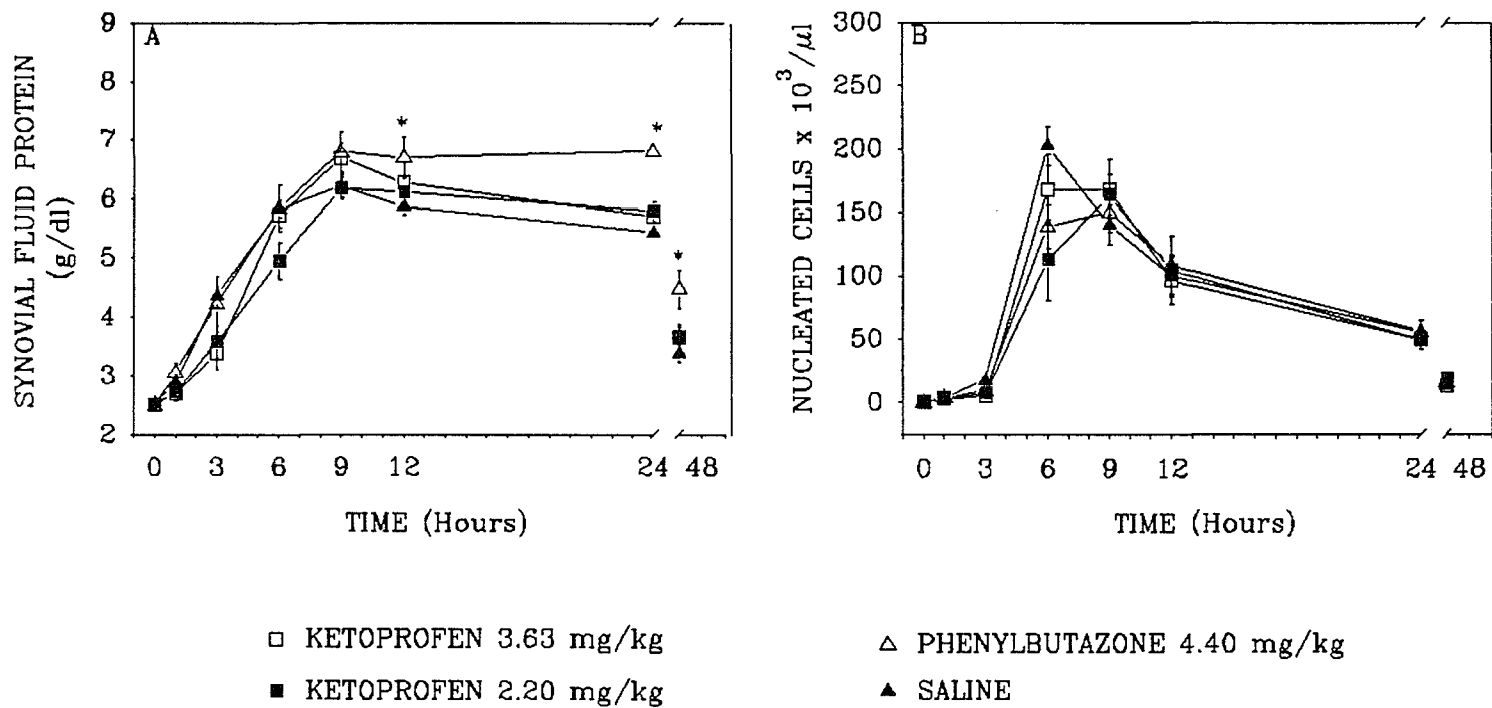 A
SYNOVIAL FLUID PROTEIN
(g/dl)
9
8
7
6
5
4
3
2
* * *
0 3 6 9 12 24 48
TIME (Hours)
B
NUCLEATED CELLS x 10³/µl
300
250
200
150
100
50
0
0 3 6 9 12 24 48
TIME (Hours)
□ KETOPROFEN 3.63 mg/kg
■ KETOPROFEN 2.20 mg/kg
△ PHENYLBUTAZONE 4.40 mg/kg
▲ SALINE